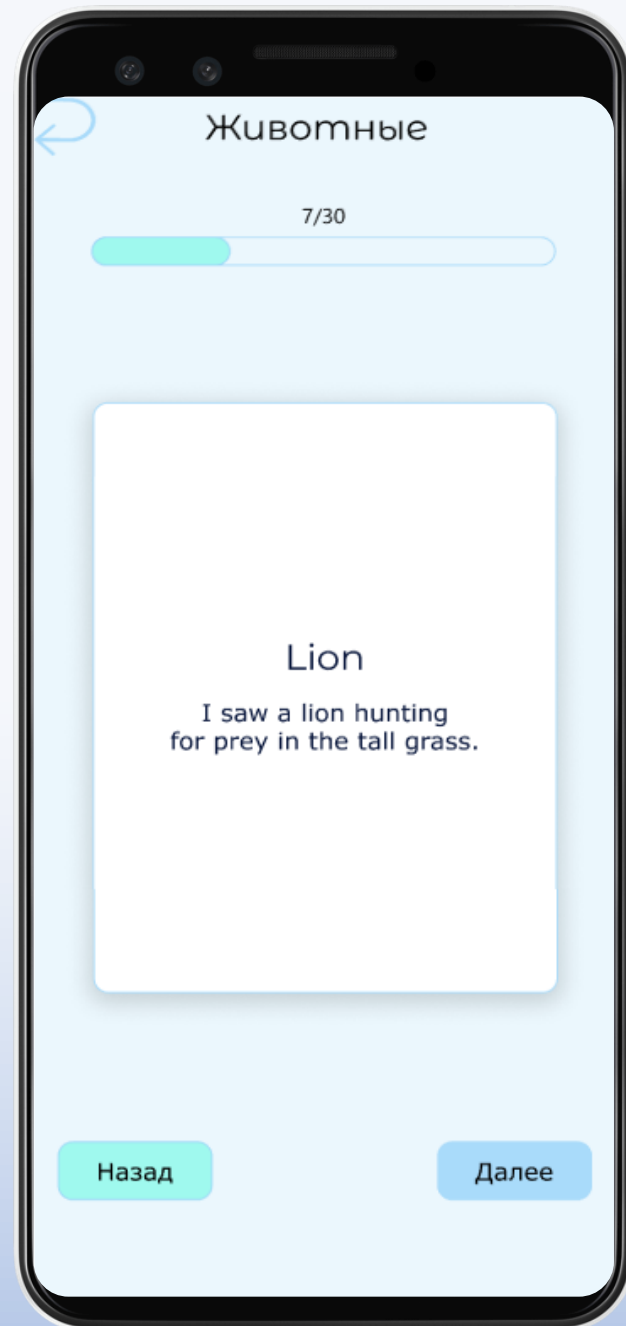 Животные
7/30
Lion
I saw a lion hunting
for prey in the tall grass.
Назад
Далее